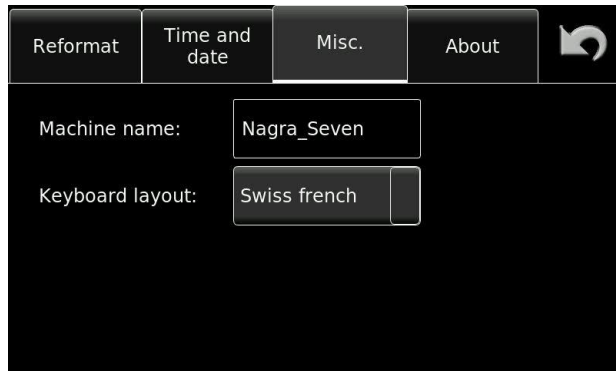 Reformat
Time and
date
Misc.
About
Machine name:
Nagra_Seven
Keyboard layout:
Swiss french